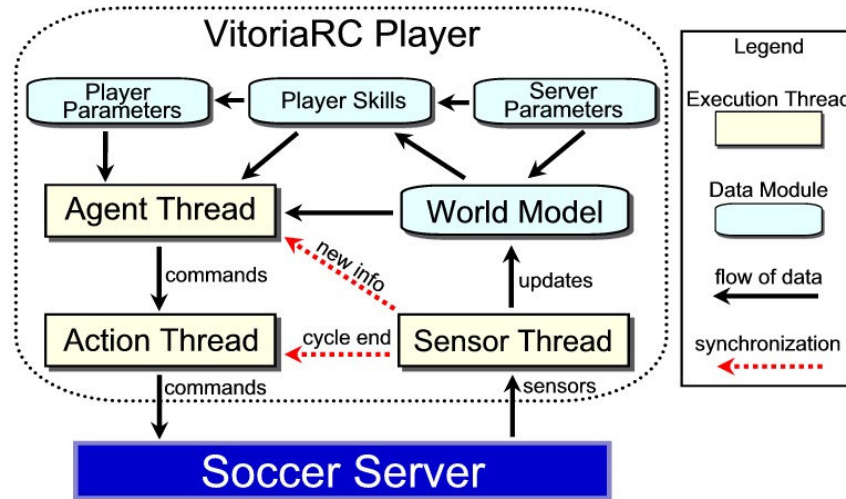 VitoriaRC Player
Player
Parameters
Player Skills
Server
Parameters
Agent Thread
World Model
commands
new info
updates
Action Thread
cycle end
Sensor Thread
commands
sensors
Soccer Server
Legend
Execution Thread
Data Module
flow of data
synchronization